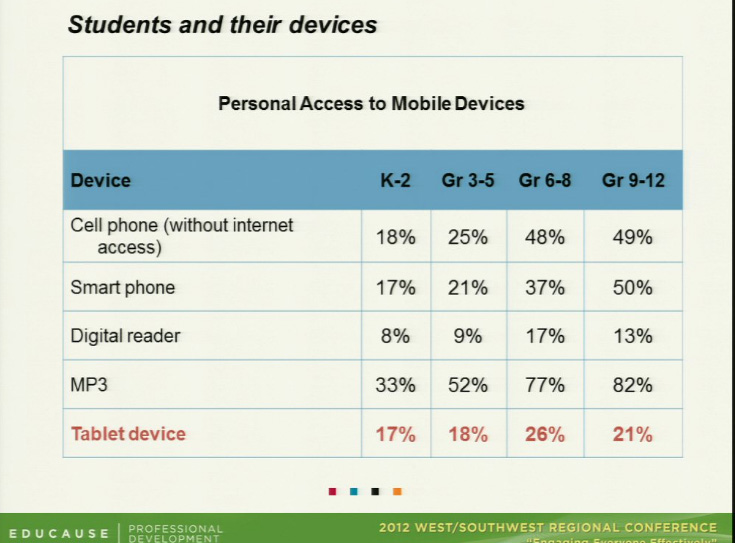 Students and their devices
Personal Access to Mobile Devices
Device K-2 Gr 3-5 Gr 6-8 Gr 9-12
Cell phone (without internet
access) 18% 25% 48% 49%
Smart phone 17% 21% 37% 50%
Digital reader 8% 9% 17% 13%
MP3 33% 52% 77% 82%
Tablet device 17% 18% 26% 21%
EDUCAUSE PROFESSIONAL
DEVELOPMENT
2012 WEST/SOUTHWEST REGIONAL CONFERENCE
"Engaging Everyone Effectively"